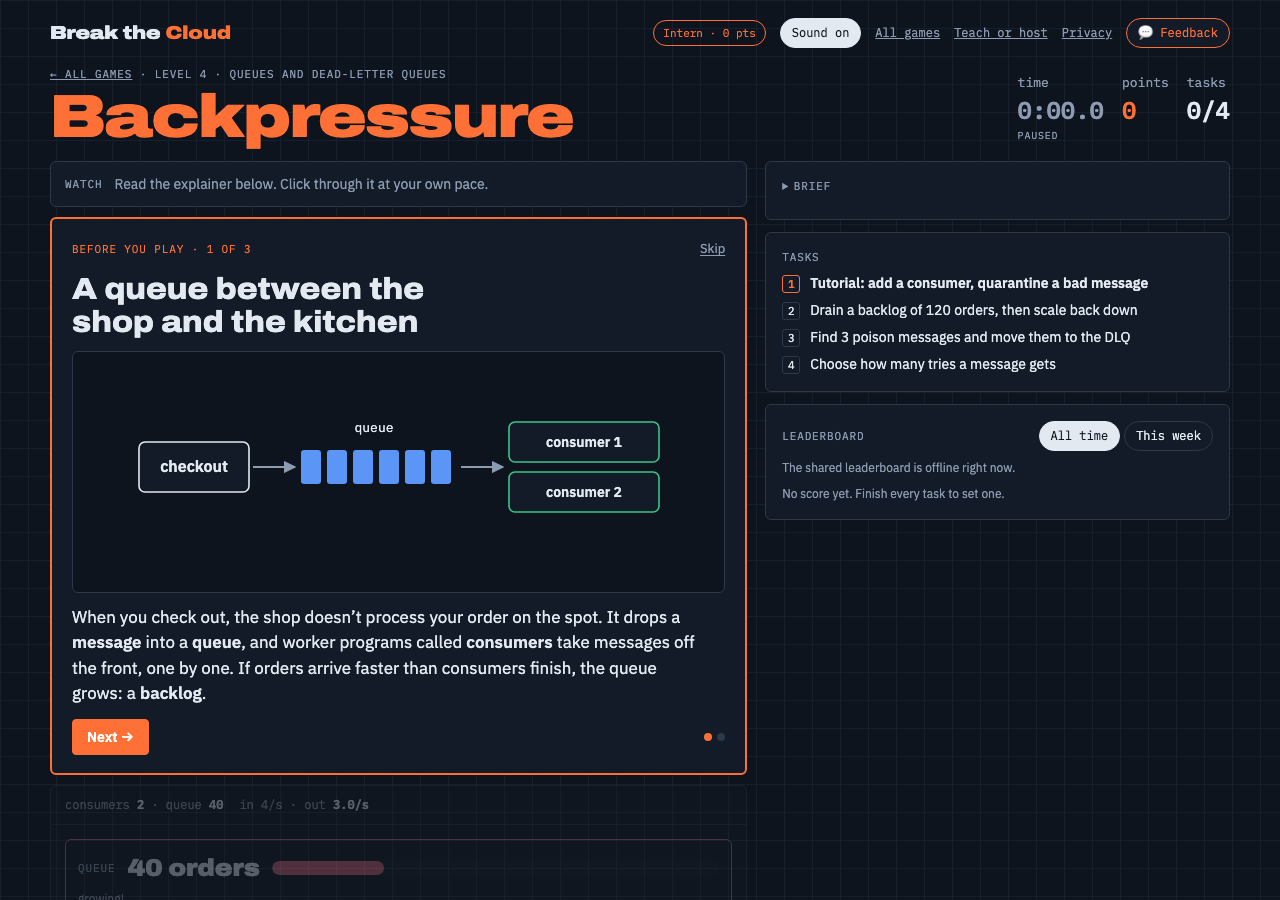 Break the Cloud
Intern · 0 pts
Sound on
All games
Teach or host
Privacy
💬 Feedback
← ALL GAMES · LEVEL 4 · QUEUES AND DEAD-LETTER QUEUES
Backpressure
time
points
tasks
0:00.0
0
0/4
PAUSED
WATCH Read the explainer below. Click through it at your own pace.
BEFORE YOU PLAY · 1 OF 3
Skip
A queue between the
shop and the kitchen
queue
checkout
consumer 1
consumer 2
When you check out, the shop doesn’t process your order on the spot. It drops a
message into a queue, and worker programs called consumers take messages off
the front, one by one. If orders arrive faster than consumers finish, the queue
grows: a backlog.
Next →
consumers 2 · queue 40 in 4/s · out 3.0/s
QUEUE 40 orders
growing!
▶ BRIEF
TASKS
1 Tutorial: add a consumer, quarantine a bad message
2 Drain a backlog of 120 orders, then scale back down
3 Find 3 poison messages and move them to the DLQ
4 Choose how many tries a message gets
LEADERBOARD
All time
This week
The shared leaderboard is offline right now.
No score yet. Finish every task to set one.